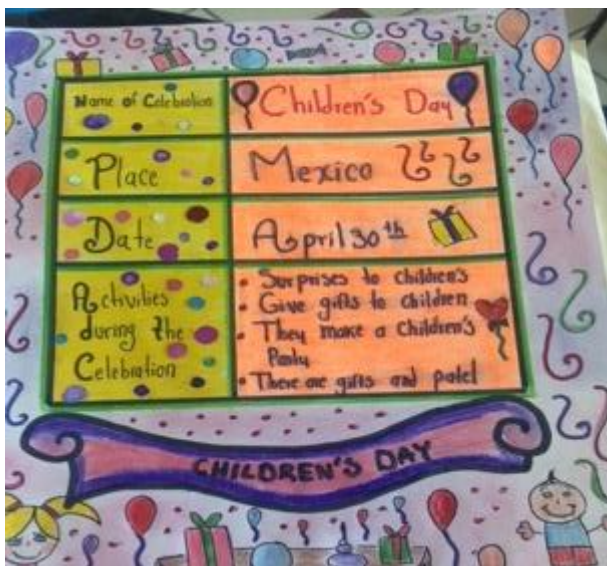 Name of Celebration
Children's Day
Place
Mexico
Date
April 30th
Activities
during the
Celebration
• Surprises to children's
• Give gifts to children
• They make a Children's
Party
• There are gifts and patel
CHILDREN'S DAY